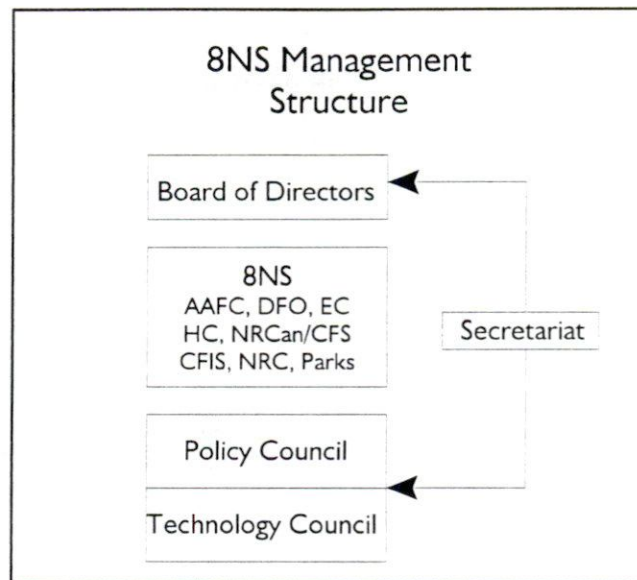 8NS Management
Structure
Board of Directors
8NS
AAFC, DFO, EC
HC, NRCan/CFS
CFIS, NRC, Parks
Secretariat
Policy Council
Technology Council